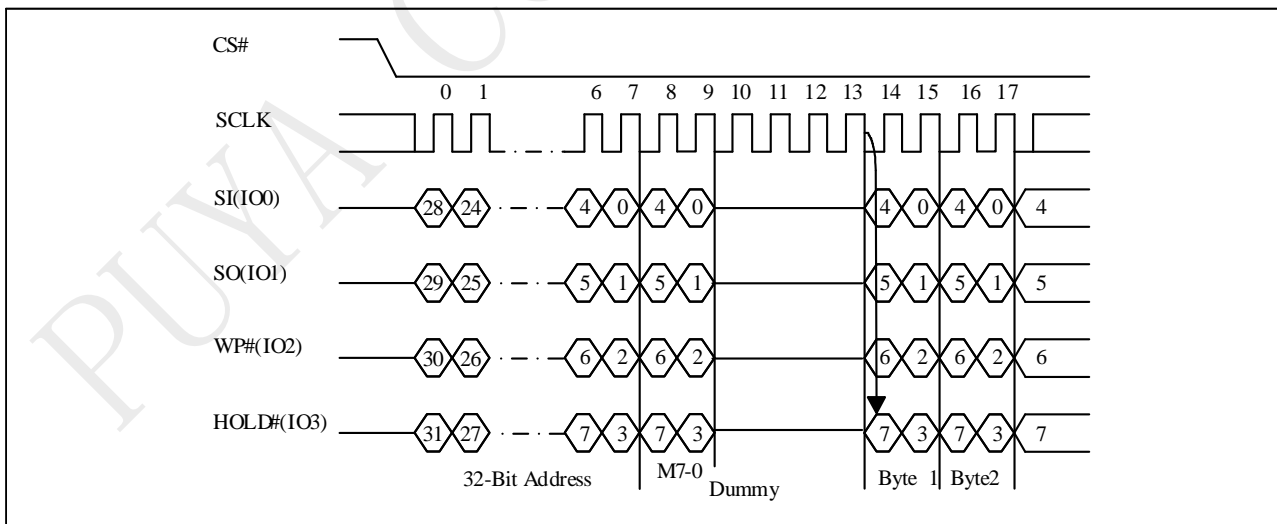 PUYA
CS#
0 1 6 7 8 9 10 11 12 13 14 15 16 17
SCLK
SI(IO0) 28 24 4 0 4 0 4 0 4 0 4
SO(IO1) 29 25 5 1 5 1 5 1 5 1 5
WP#(IO2) 30 26 6 2 6 2 6 2 6 2 6
HOLD#(IO3) 31 27 7 3 7 3 7 3 7 3 7
32-Bit Address M7-0 Dummy Byte 1 Byte2